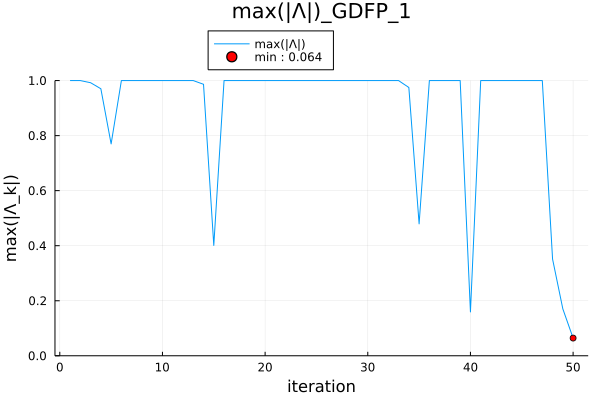 max(|Λ|)_GDFP_1
max(|Λ|)
min : 0.064
max(|Λ_k|)
1.0
0.8
0.6
0.4
0.2
0.0
0 10 20 30 40 50
iteration